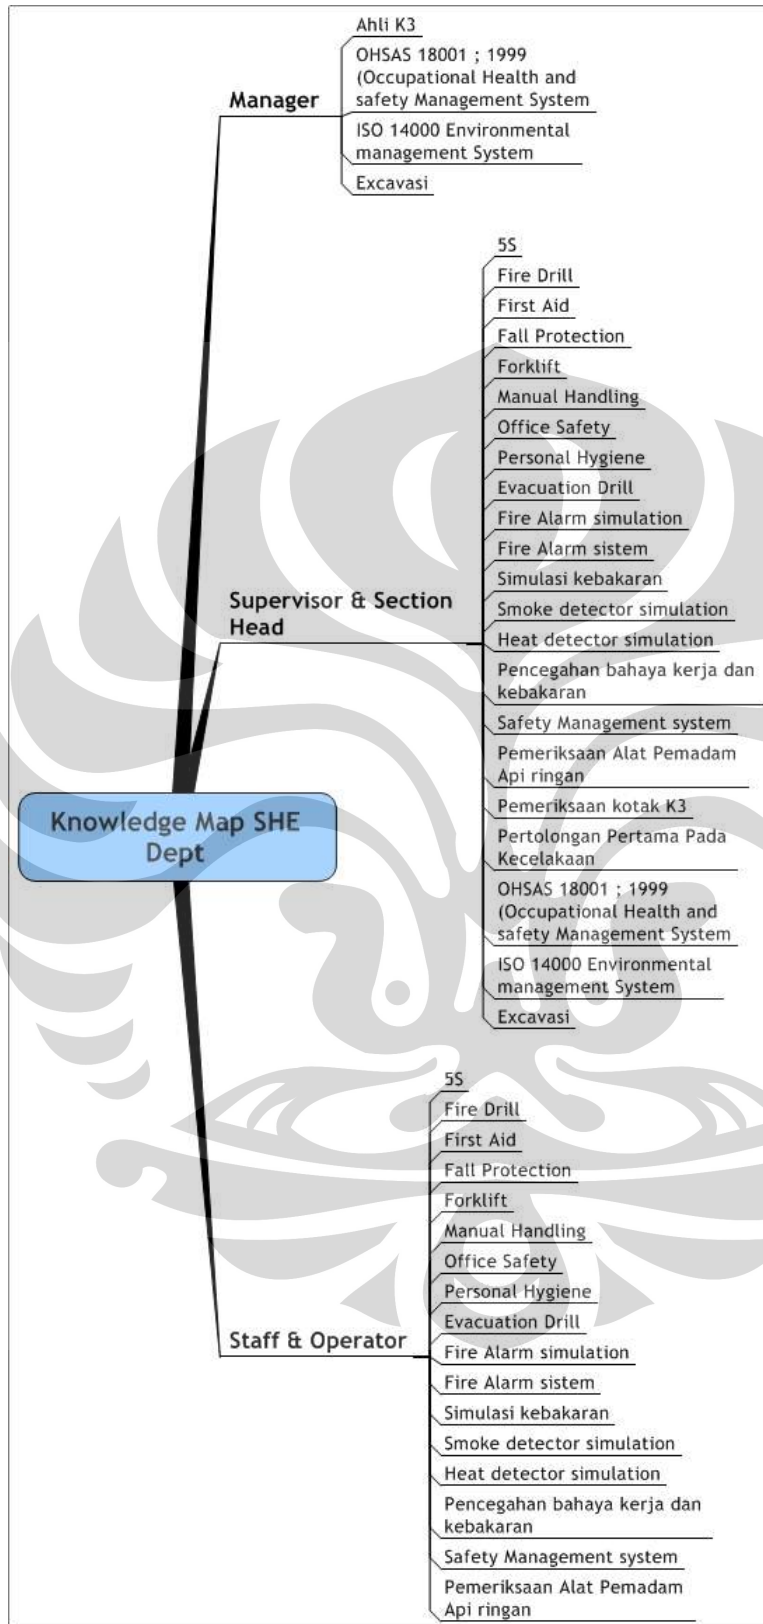 Ahli K3
OHSAS 18001 ; 1999
(Occupational Health and
safety Management System
Manager
ISO 14000 Environmental
management System
Excavasi
5S
Fire Drill
First Aid
Fall Protection
Forklift
Manual Handling
Office Safety
Personal Hygiene
Evacuation Drill
Fire Alarm simulation
Fire Alarm sistem
Simulasi kebakaran
Supervisor & Section
Head
Smoke detector simulation
Heat detector simulation
Pencegahan bahaya kerja dan
kebakaran
Safety Management system
Pemeriksaan Alat Pemadam
Api ringan
Pemeriksaan kotak K3
Pertolongan Pertama Pada
Kecelakaan
OHSAS 18001 ; 1999
(Occupational Health and
safety Management System
ISO 14000 Environmental
management System
Excavasi
Knowledge Map SHE
Dept
5S
Fire Drill
First Aid
Fall Protection
Forklift
Manual Handling
Office Safety
Personal Hygiene
Evacuation Drill
Staff & Operator
Fire Alarm simulation
Fire Alarm sistem
Simulasi kebakaran
Smoke detector simulation
Heat detector simulation
Pencegahan bahaya kerja dan
kebakaran
Safety Management system
Pemeriksaan Alat Pemadam
Api ringan